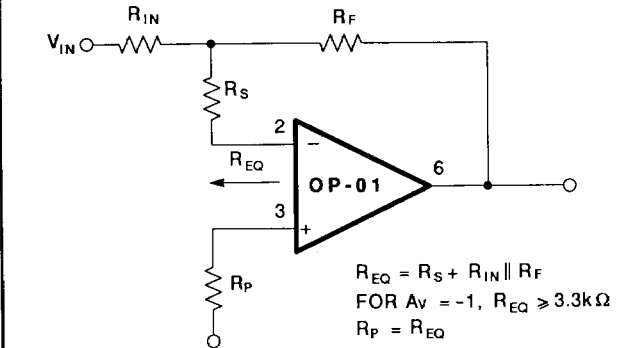 R_IN
R_F
V_IN
R_S
2
R_EQ
−
6
OP-01
3
+
R_P
R_EQ = R_S + R_IN || R_F
FOR Av = -1, R_EQ ⩾ 3.3kΩ
R_P = R_EQ